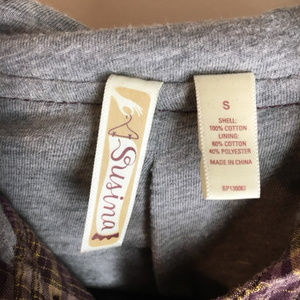 Susina
S
SHELL:
100% COTTON
LINING:
60% COTTON
40% POLYESTER
MADE IN CHINA